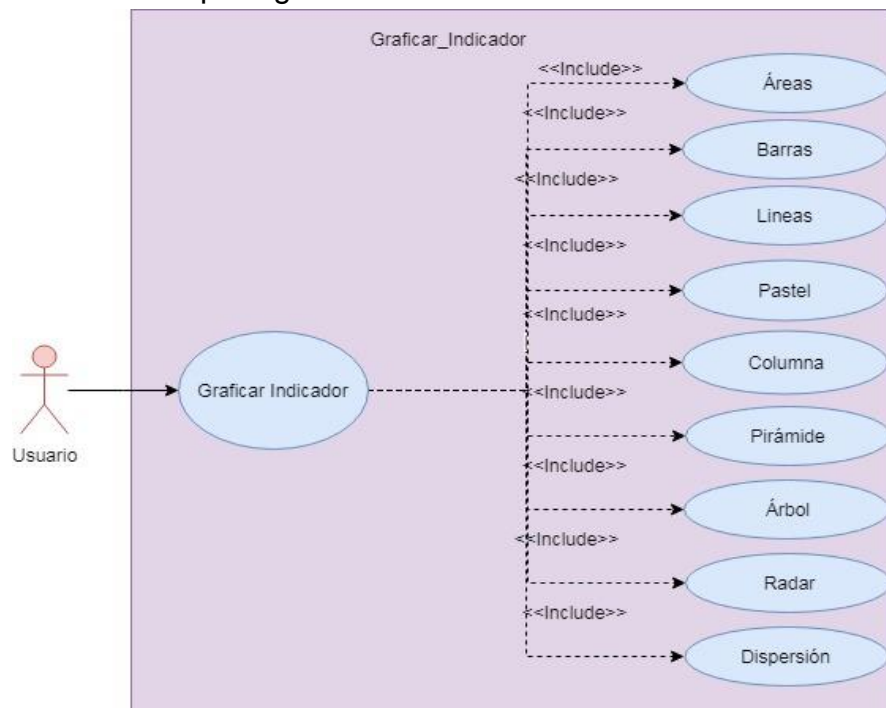 Graficar_Indicador
<<Include>>
Áreas
<<Include>>
Barras
<<Include>>
Lineas
<<Include>>
Pastel
<<Include>>
Columna
Graficar Indicador
<<Include>>
Pirámide
Usuario
<<Include>>
Árbol
<<Include>>
Radar
<<Include>>
Dispersión